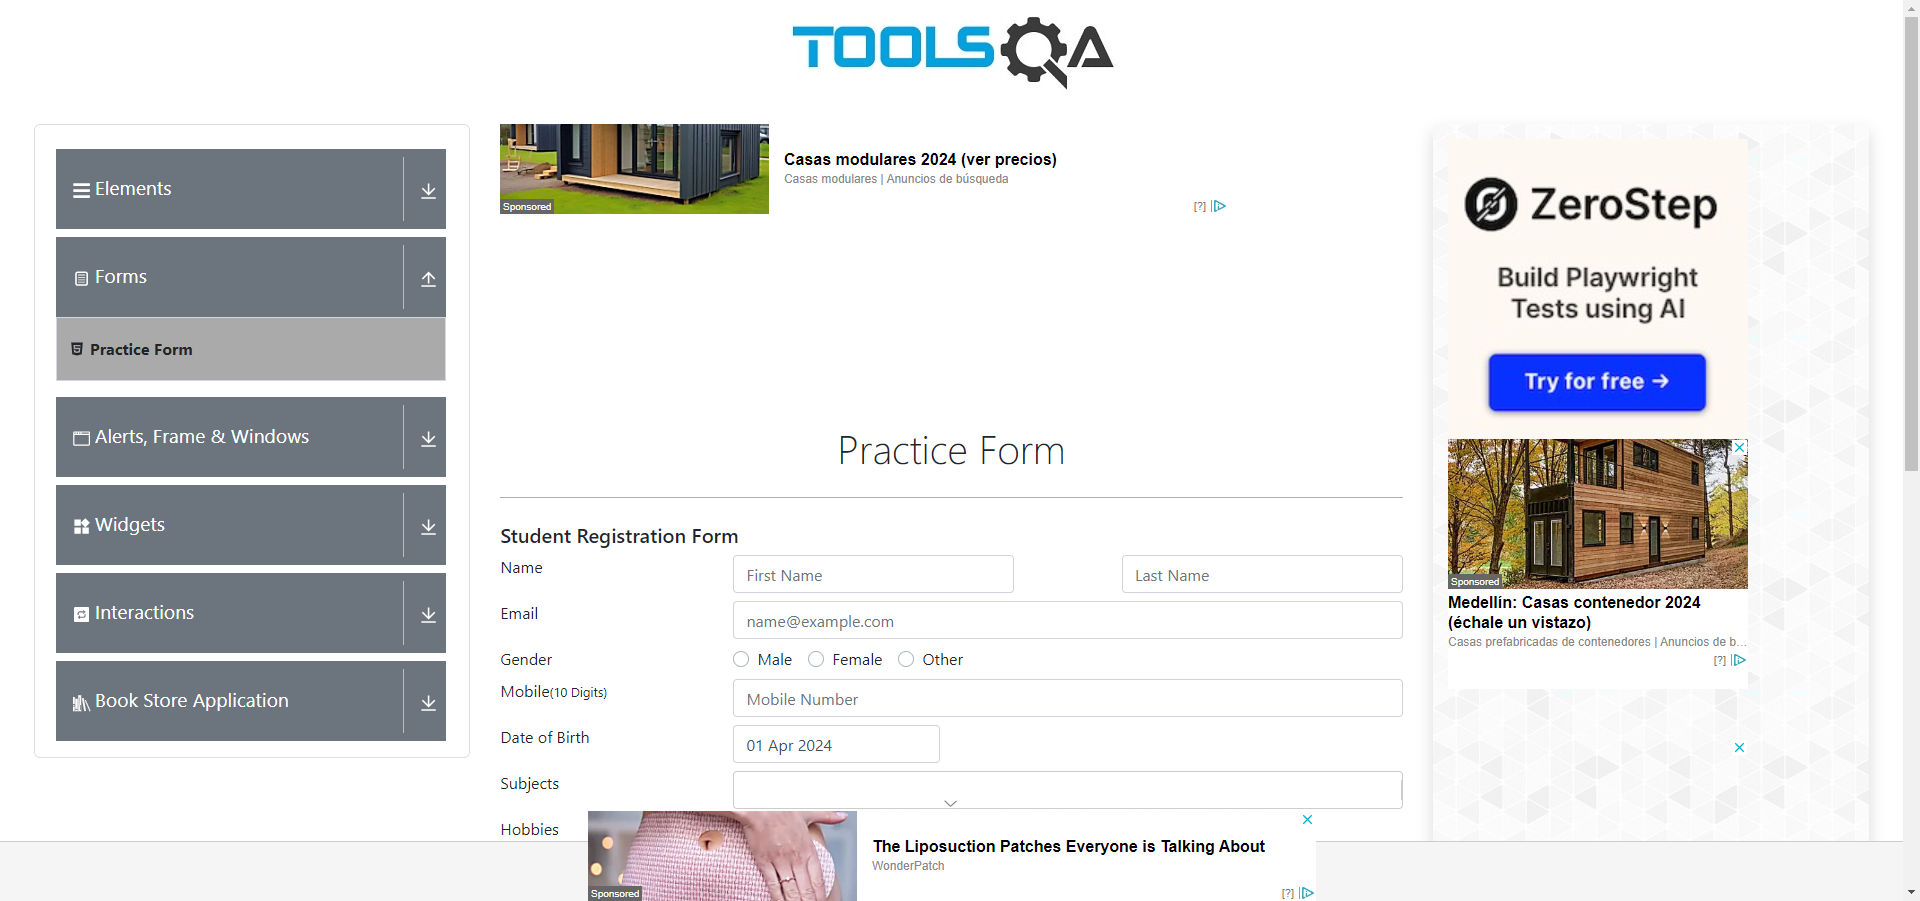 TOOLSQA
Elements
Forms
Practice Form
Alerts, Frame & Windows
Widgets
Interactions
Book Store Application
Sponsored
Casas modulares 2024 (ver precios)
Casas modulares | Anuncios de búsqueda
[?]
Practice Form
Student Registration Form
Name
First Name
Last Name
Email
name@example.com
Gender
Male
Female
Other
Mobile(10 Digits)
Mobile Number
Date of Birth
01 Apr 2024
Subjects
Hobbies
Sponsored
The Liposuction Patches Everyone is Talking About
WonderPatch
[?]
ZeroStep
Build Playwright
Tests using AI
Try for free →
Sponsored
Medellín: Casas contenedor 2024
(échale un vistazo)
Casas prefabricadas de contenedores | Anuncios de b...
[?]